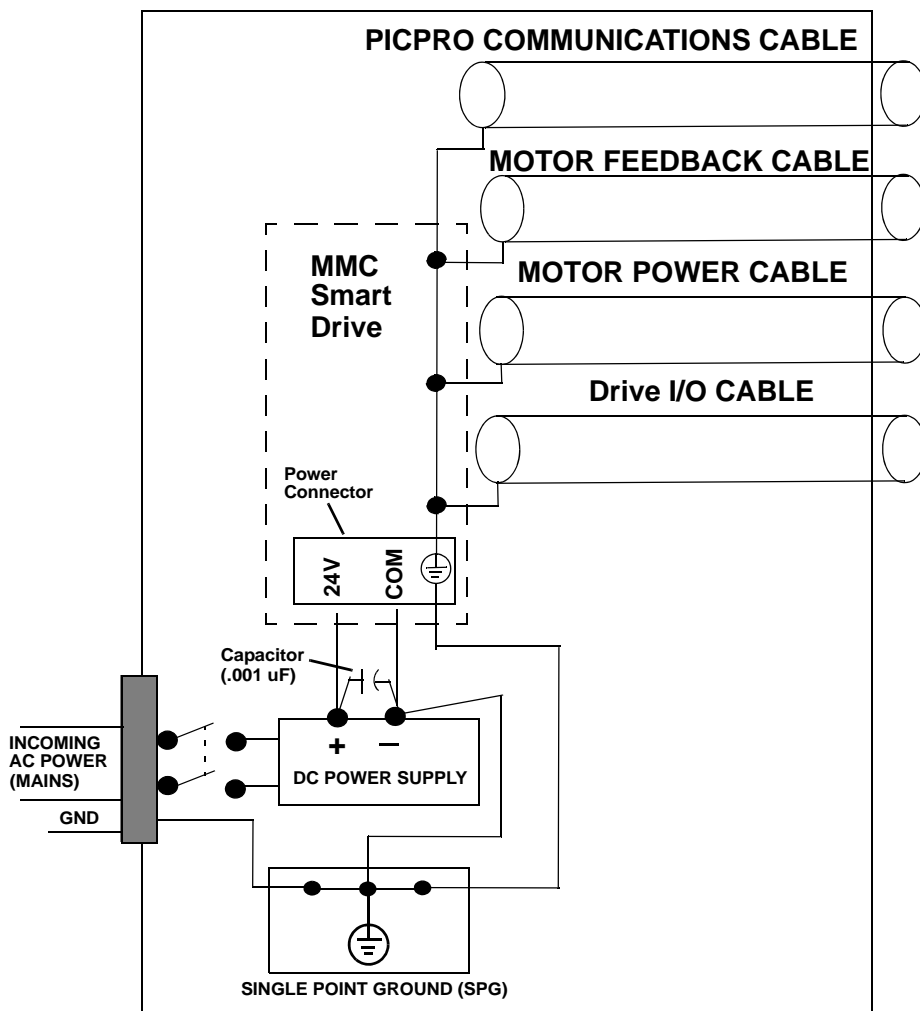 PICPRO COMMUNICATIONS CABLE
MOTOR FEEDBACK CABLE
MMC
Smart
Drive
MOTOR POWER CABLE
Drive I/O CABLE
Power
Connector
24V
COM
Capacitor
(.001 uF)
INCOMING
AC POWER
(MAINS)
+ –
DC POWER SUPPLY
GND
SINGLE POINT GROUND (SPG)